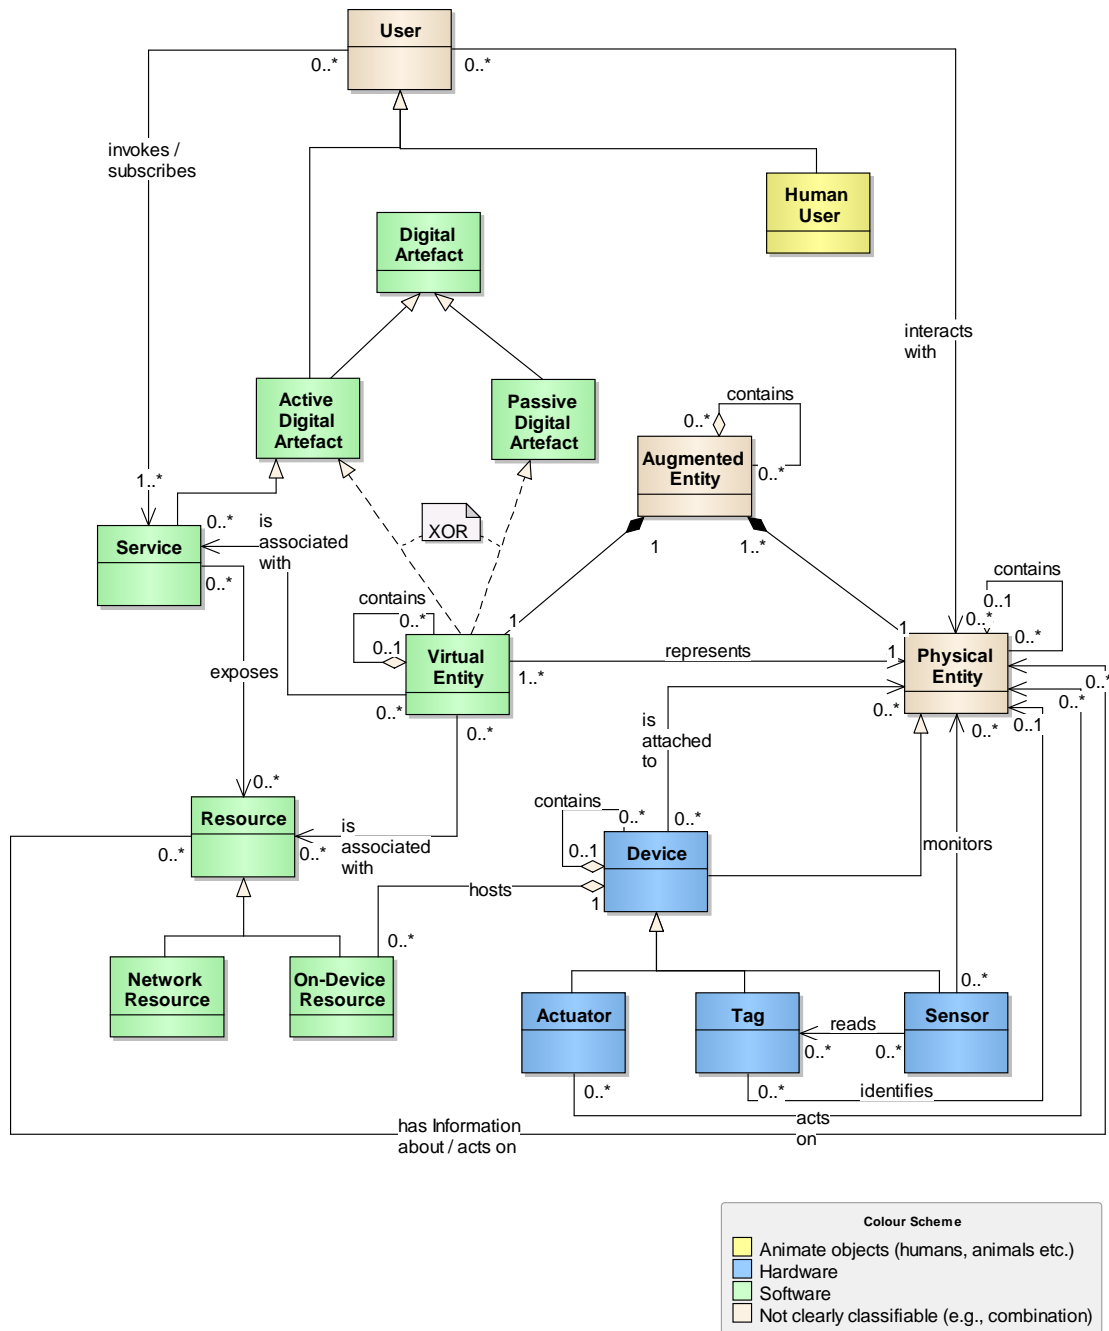 User
0..*
0..*
invokes /
subscribes
Human
User
Digital
Artefact
interacts
with
Active
Digital
Artefact
Passive
Digital
Artefact
contains
0..*
Augmented
Entity
0..*
1..*
XOR
0..*
is
associated
with
Service
1
1..*
0..*
contains
contains
0..1
0..*
0..*
1
1
0..*
0..1
Virtual
Entity
represents
1
Physical
Entity
exposes
1..*
0..*
0..*
0..*
0..*
0..1
is
attached
to
0..*
0..*
contains
0..*
0..*
Resource
is
associated
with
0..*
0..*
0..1
Device
monitors
hosts
1
0..*
Network
Resource
On-Device
Resource
0..*
Actuator
Tag
Sensor
reads
0..*
0..*
0..*
0..*
identifies
has Information
about / acts on
acts
on
Colour Scheme
Animate objects (humans, animals etc.)
Hardware
Software
Not clearly classifiable (e.g., combination)